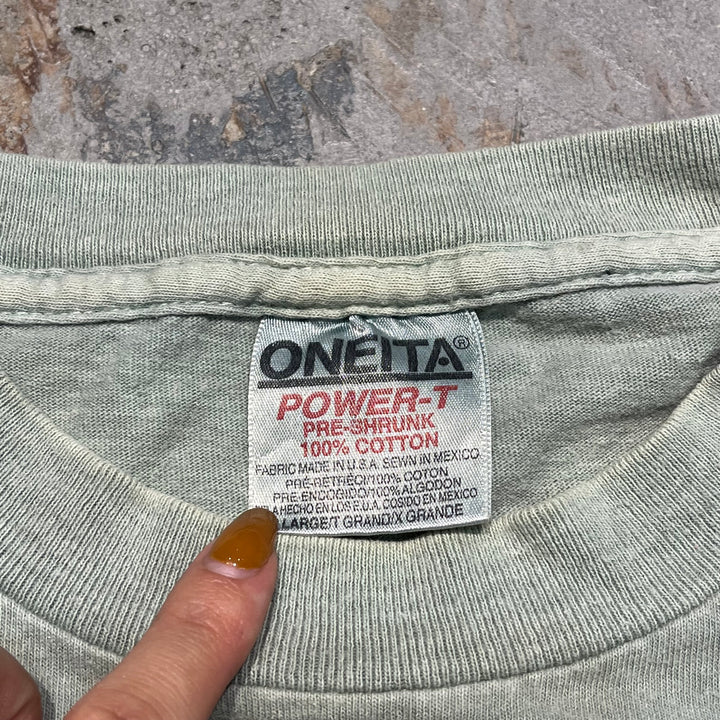 ONEITA®
POWER-T
PRE-SHRUNK
100% COTTON
FABRIC MADE IN U.S.A. SEWN IN MEXICO
PRÉ-RÉTRÉCI/100% COTON
PRE-ENCOGIDO/100% ALGODON
HECHO EN LOS E.U.A. COSIDO EN MEXICO
LARGE/T GRAND/X GRANDE